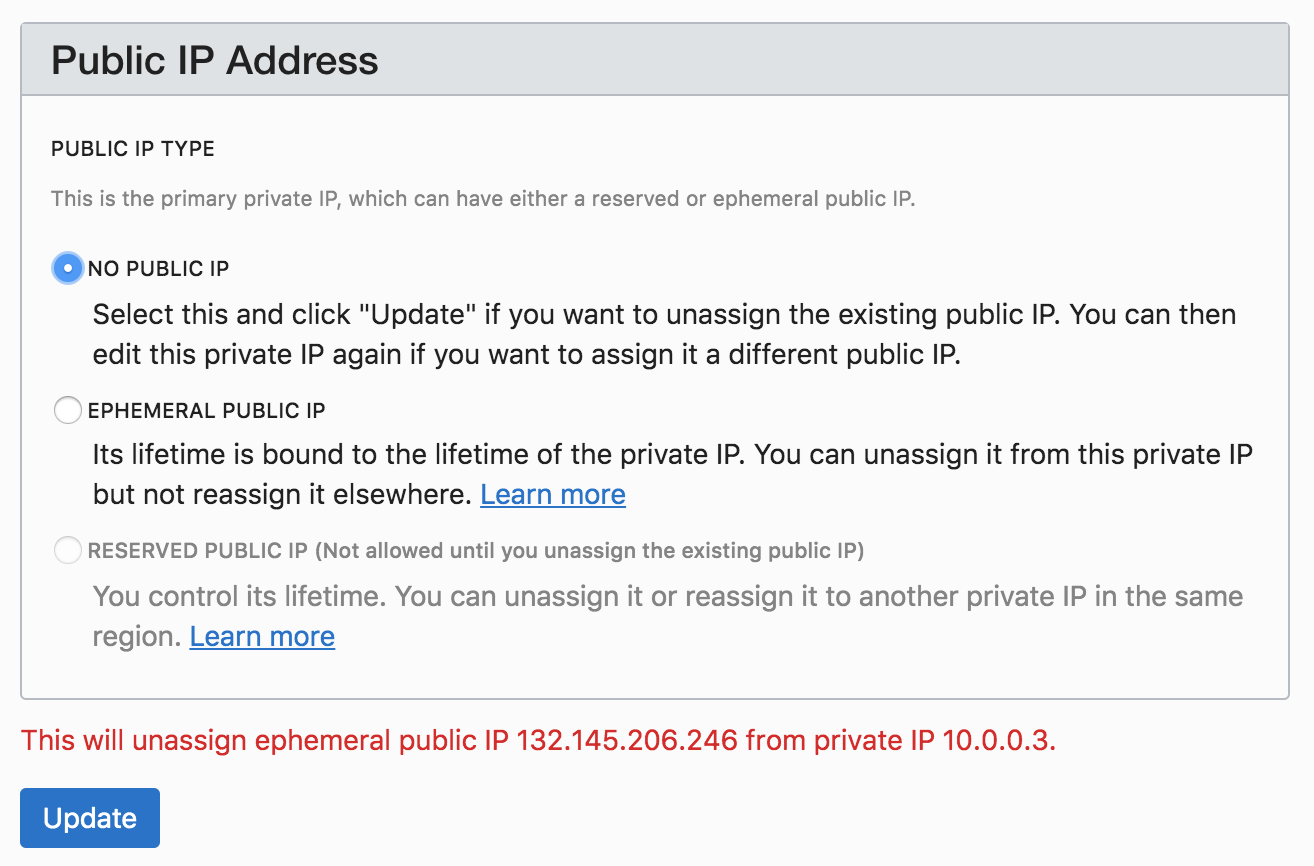 Public IP Address
PUBLIC IP TYPE
This is the primary private IP, which can have either a reserved or ephemeral public IP.
NO PUBLIC IP
Select this and click "Update" if you want to unassign the existing public IP. You can then
edit this private IP again if you want to assign it a different public IP.
EPHEMERAL PUBLIC IP
Its lifetime is bound to the lifetime of the private IP. You can unassign it from this private IP
but not reassign it elsewhere. Learn more
RESERVED PUBLIC IP (Not allowed until you unassign the existing public IP)
You control its lifetime. You can unassign it or reassign it to another private IP in the same
region. Learn more
This will unassign ephemeral public IP 132.145.206.246 from private IP 10.0.0.3.
Update